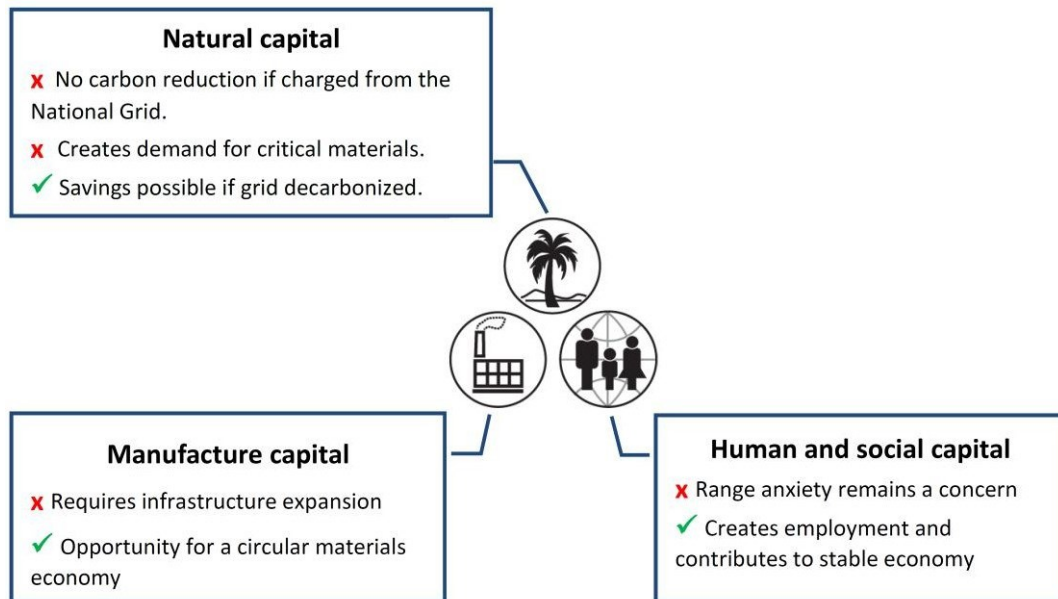 Natural capital
x No carbon reduction if charged from the
National Grid.
x Creates demand for critical materials.
✓ Savings possible if grid decarbonized.
Manufacture capital
x Requires infrastructure expansion
✓ Opportunity for a circular materials
economy
Human and social capital
x Range anxiety remains a concern
✓ Creates employment and
contributes to stable economy